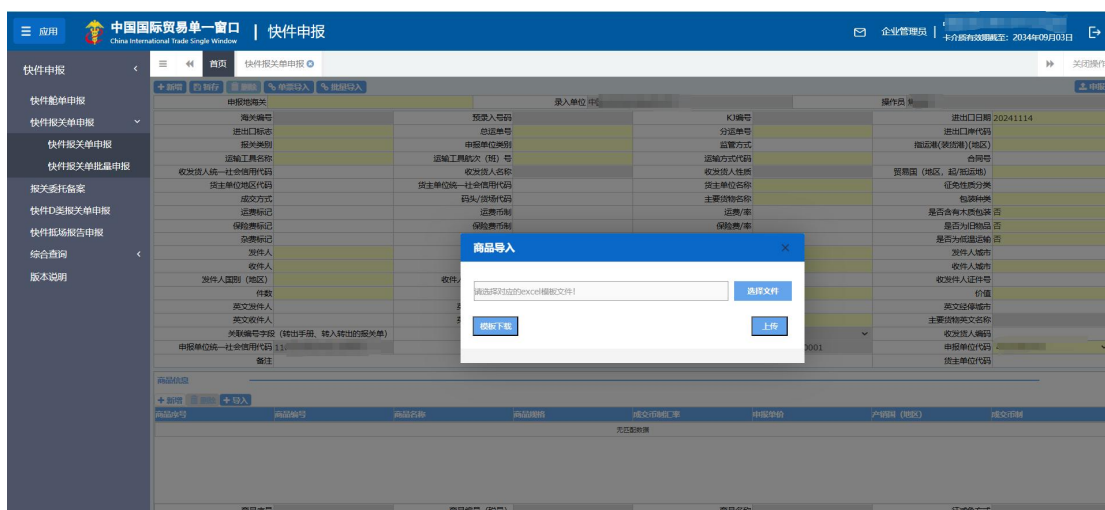 应用 中国国际贸易单一窗口 China International Trade Single Window | 快件申报 企业管理员 | 卡介质有效期截至：2034年09月03日
快件申报 首页 快件报关单申报 关闭操作
快件舱单申报
快件报关单申报
快件报关单申报
快件报关单批量申报
报关委托备案
快件D类报关单申报
快件抵场报告申报
综合查询
版本说明
新增 暂存 删除 单票导入 批量导入 申报
申报地海关 录入单位 操作员
海关编号 预录入号码 KJ编号 进出口日期 20241114
进出口标志 总运单号 分运单号 进出口岸代码
报关类别 申报单位类别 监管方式 指运港(装货港)(地区)
运输工具名称 运输工具航次（班）号 运输方式代码 合同号
收发货人统一社会信用代码 收发货人名称 收发货人性质 贸易国（地区，起/抵运地）
货主单位地区代码 货主单位统一社会信用代码 货主单位名称 征免性质分类
成交方式 码头/货场代码 主要货物名称 包装种类
运费标记 运费币制 运费/率 是否含有木质包装 否
保险费标记 保险费币制 保险费/率 是否为旧物品 否
杂费标记 是否为低温运输 否
发件人 发件人城市
收件人 收件人城市
发件人国别（地区） 收件人 收发件人证件号
件数 价值
英文发件人 英文经停城市
英文收件人 主要货物英文名称
关联编号字段（转出手册，转入转出的报关单） 收发货人编码
申报单位统一社会信用代码 0001 申报单位代码
备注 货主单位代码
商品导入 ×
请选择对应的excel模板文件！ 选择文件
模板下载 上传
商品信息
新增 删除 导入
商品序号 商品编号 商品名称 商品规格 成交币制汇率 申报单价 产销国（地区） 成交币制
无匹配数据